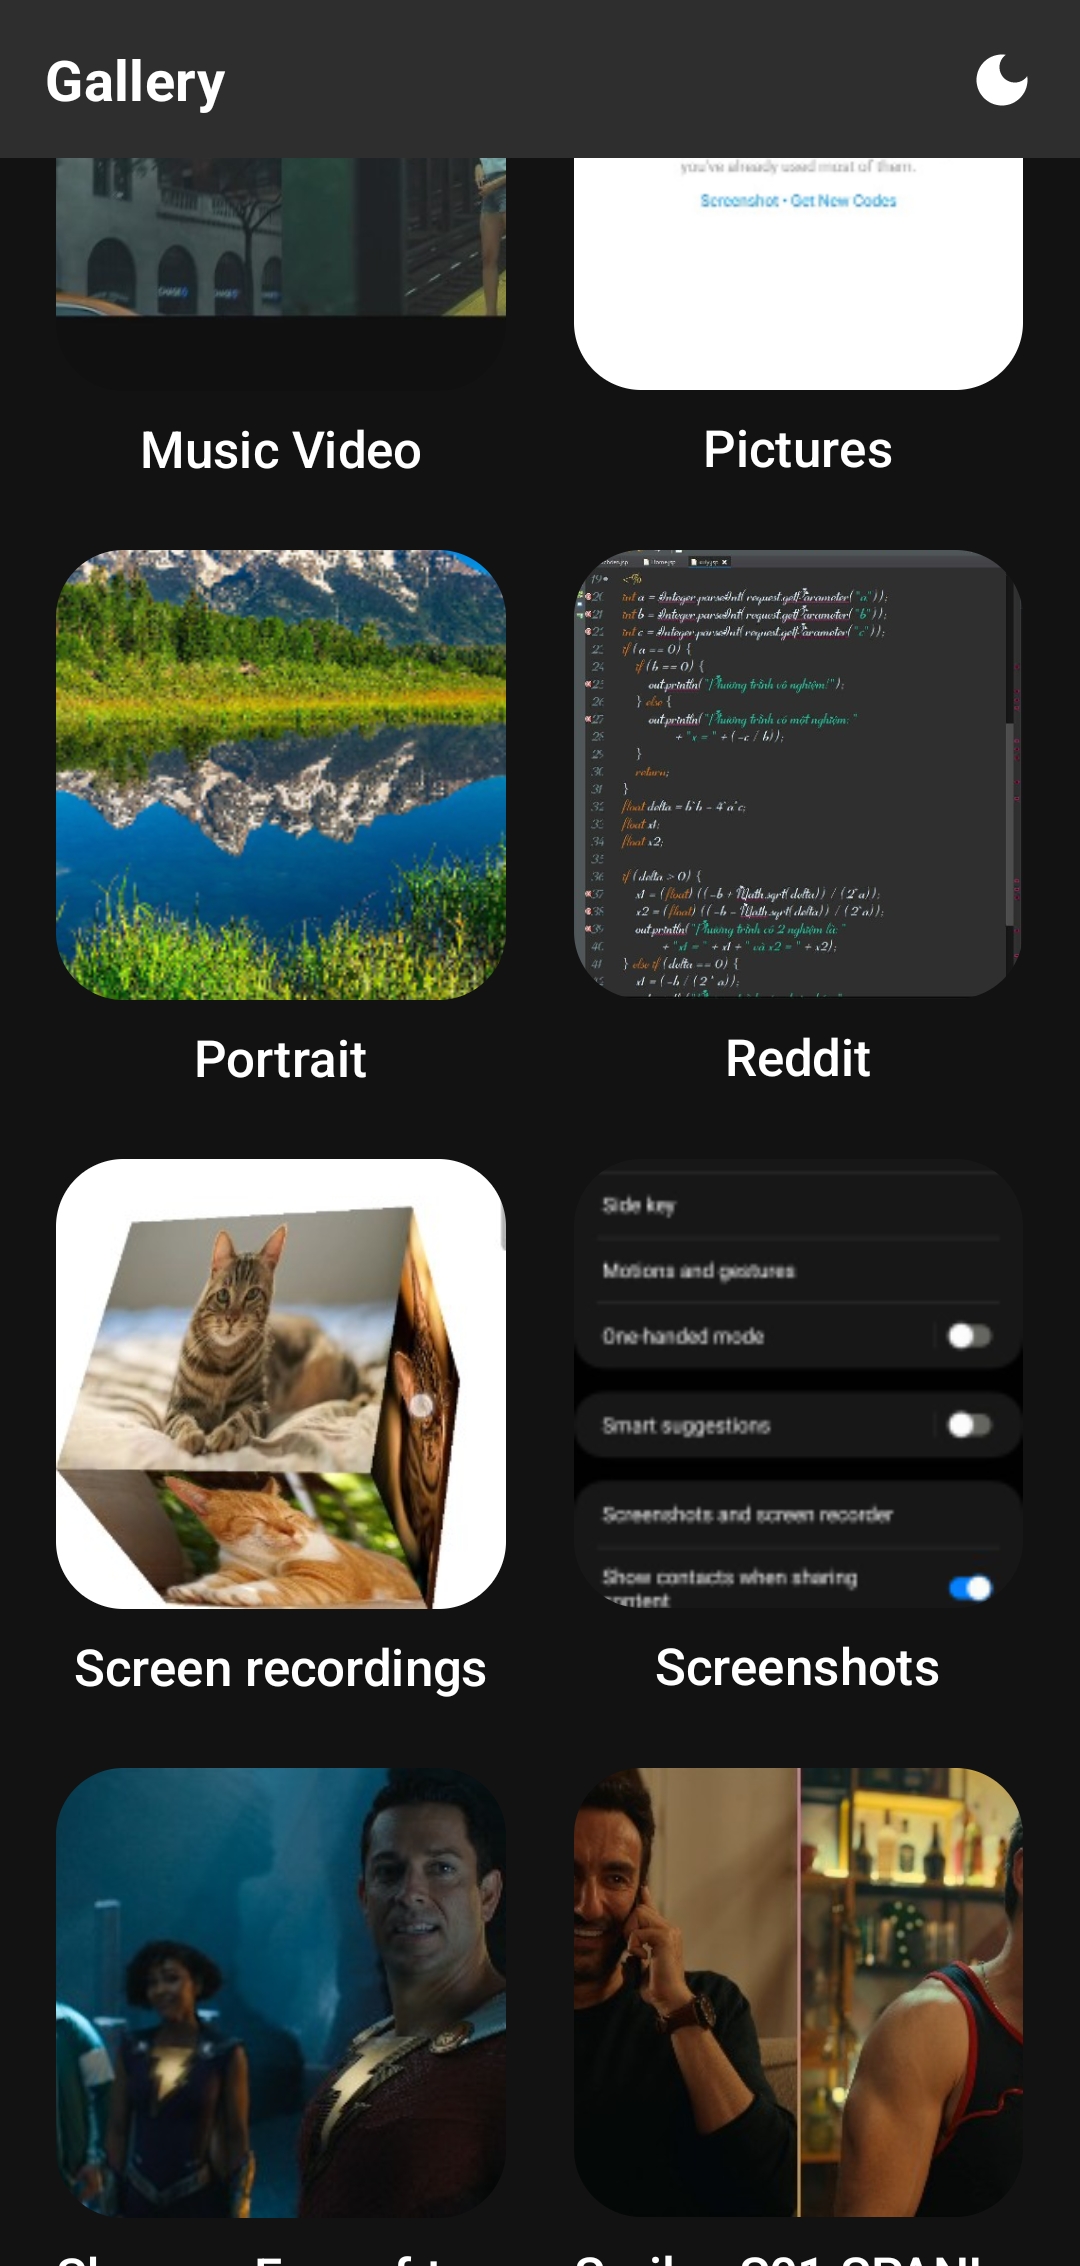 Gallery
you've already used most of them.
Screenshot • Get New Codes
CHASE
Music Video
Pictures
Home.jsp
19
<%
20 int a = Integer.parseInt(request.getParameter("a"));
21 int b = Integer.parseInt(request.getParameter("b"));
22 int c = Integer.parseInt(request.getParameter("c"));
23 if (a == 0) {
24 if (b == 0) {
25 out.println("Phương trình vô nghiệm!");
26 } else {
27 out.println("Phương trình có một nghiệm: "
28 + "x = " + (-c / b));
29 }
30 return;
31 }
32 float delta = b*b - 4*a*c;
33 float x1;
34 float x2;
35
36 if (delta > 0) {
37 x1 = (float) ((-b + Math.sqrt(delta)) / (2*a));
38 x2 = (float) ((-b - Math.sqrt(delta)) / (2*a));
39 out.println("Phương trình có 2 nghiệm là: "
40 + "x1 = " + x1 + " và x2 = " + x2);
41 } else if (delta == 0) {
x1 = (-b / (2 * a));
Portrait
Reddit
Side key
Motions and gestures
One-handed mode
Smart suggestions
Screenshots and screen recorder
Show contacts when sharing
content
Screen recordings
Screenshots